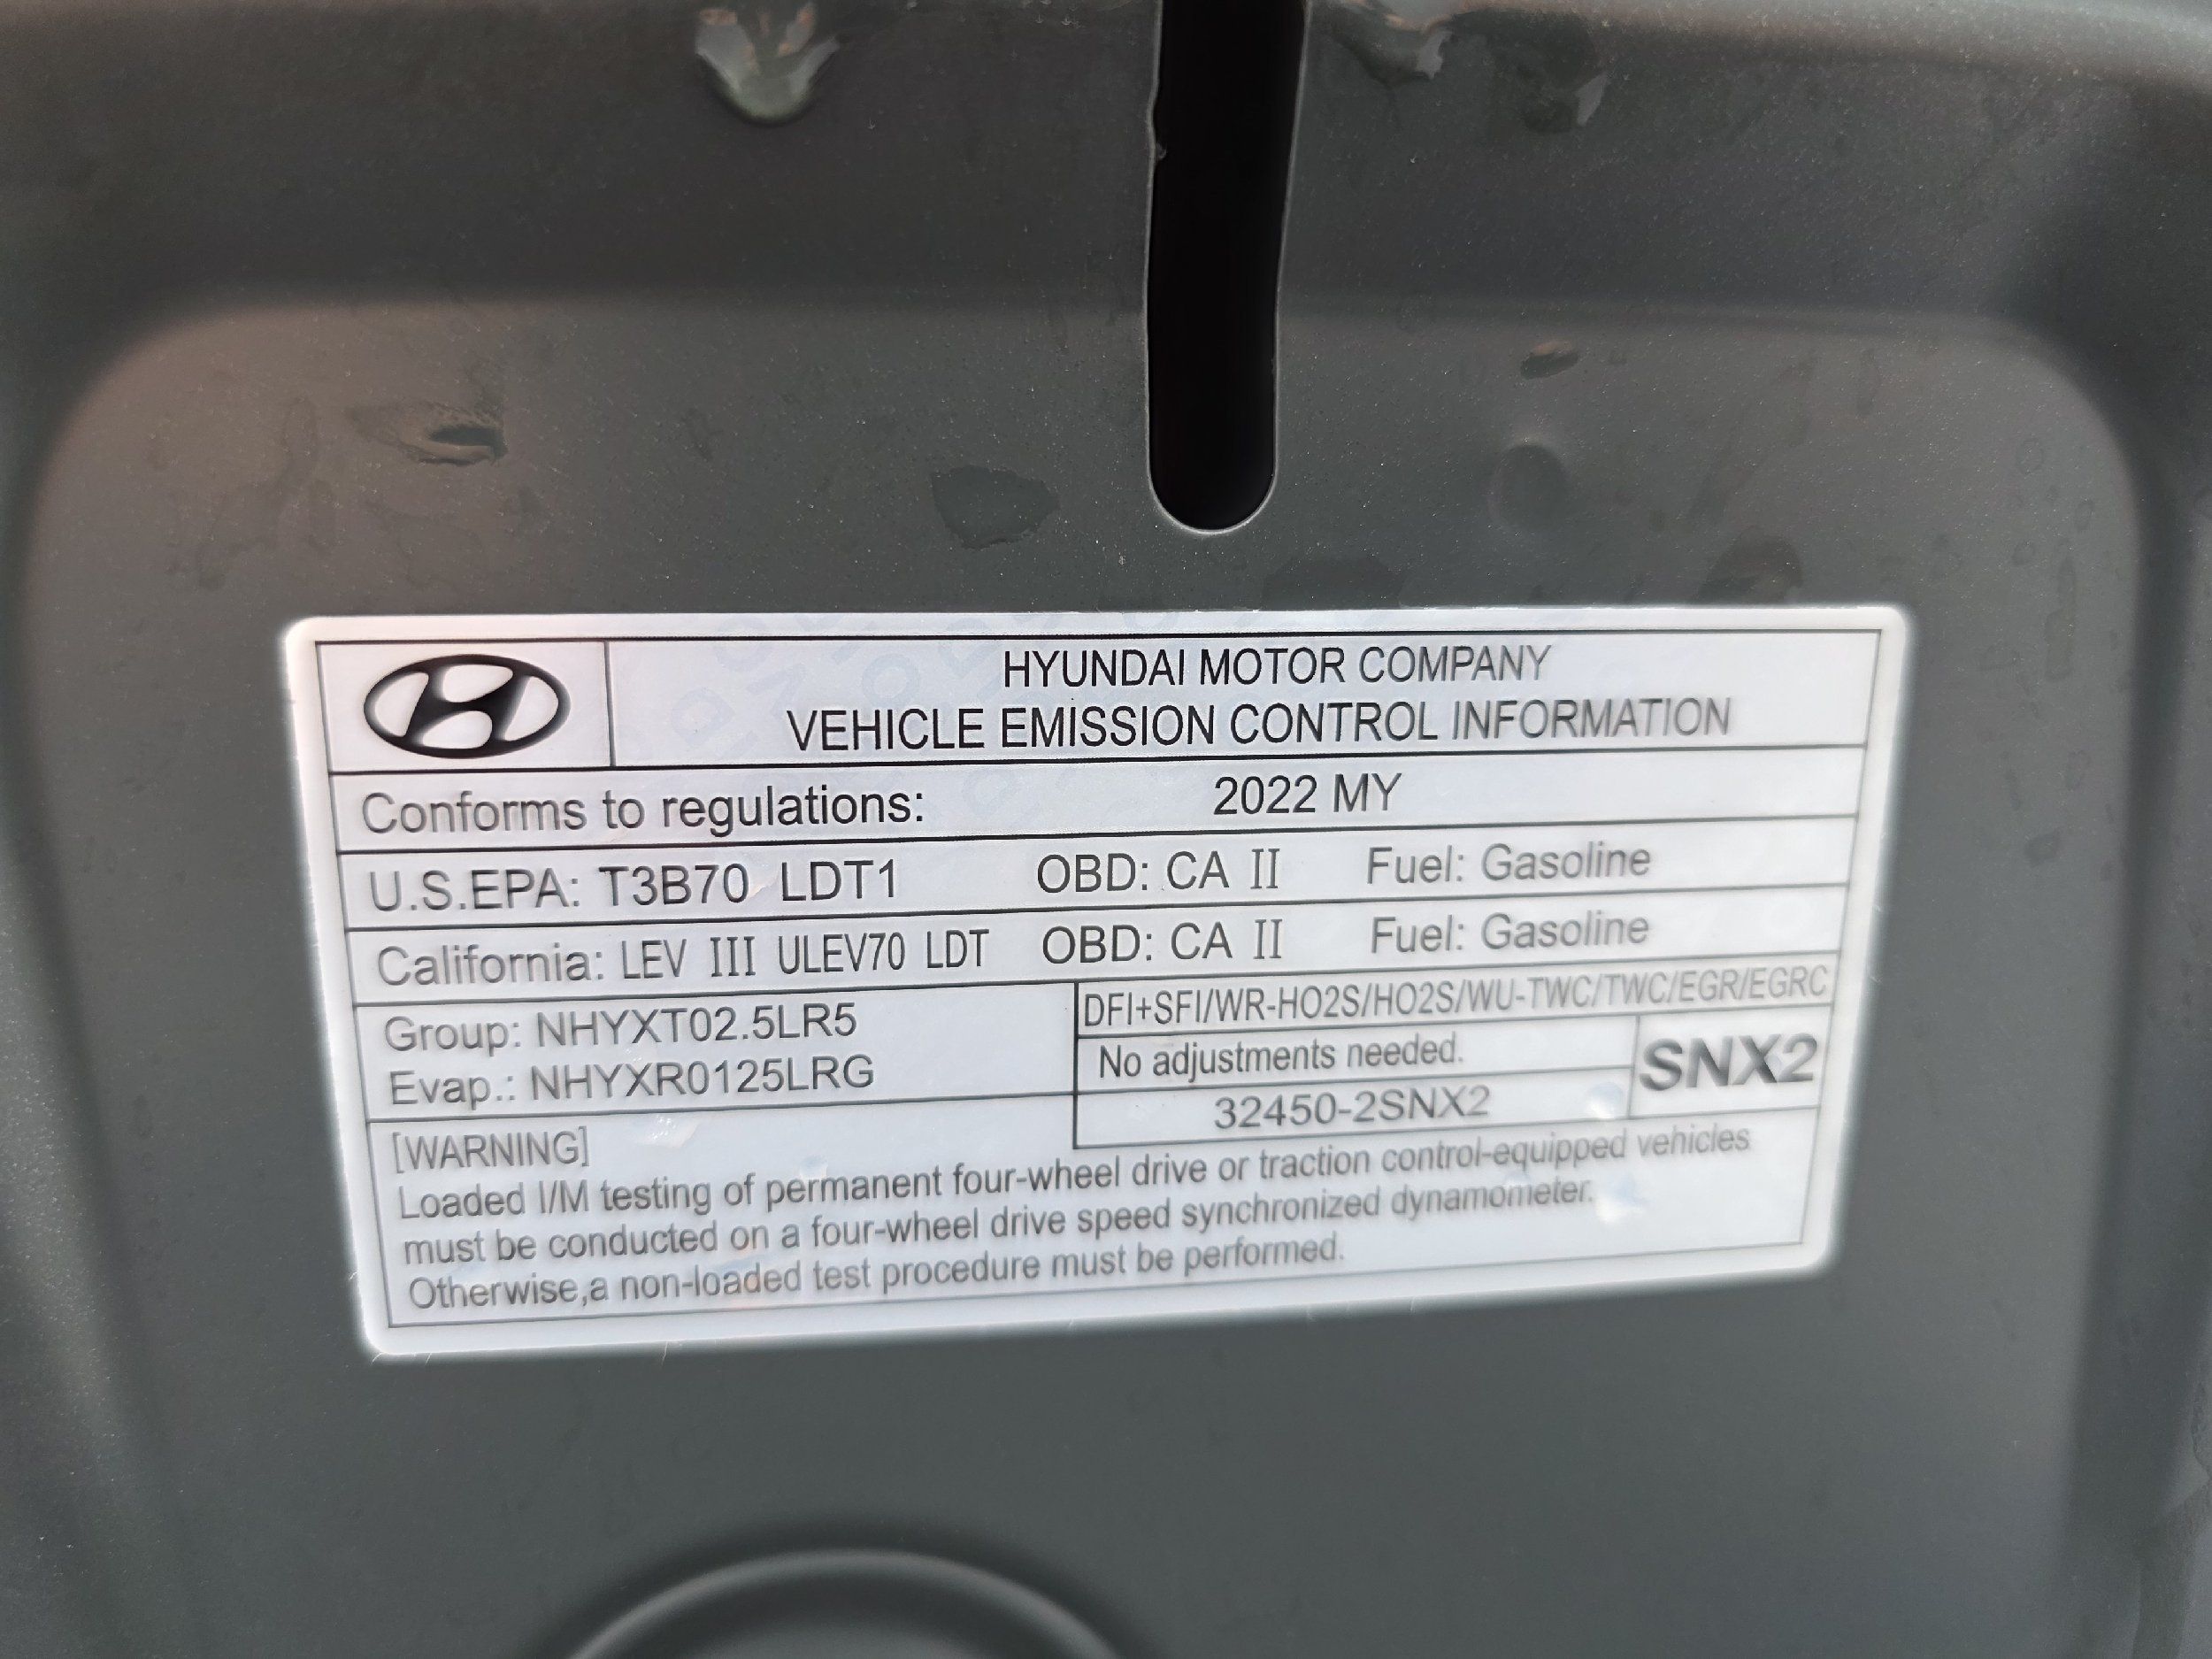 HYUNDAI MOTOR COMPANY
VEHICLE EMISSION CONTROL INFORMATION
Conforms to regulations: 2022 MY
U.S.EPA: T3B70 LDT1 OBD: CA II Fuel: Gasoline
California: LEV III ULEV70 LDT OBD: CA II Fuel: Gasoline
Group: NHYXT02.5LR5
Evap.: NHYXR0125LRG
DFI+SFI/WR-HO2S/HO2S/WU-TWC/TWC/EGR/EGRC
No adjustments needed.
SNX2
32450-2SNX2
[WARNING]
Loaded I/M testing of permanent four-wheel drive or traction control-equipped vehicles
must be conducted on a four-wheel drive speed synchronized dynamometer.
Otherwise,a non-loaded test procedure must be performed.